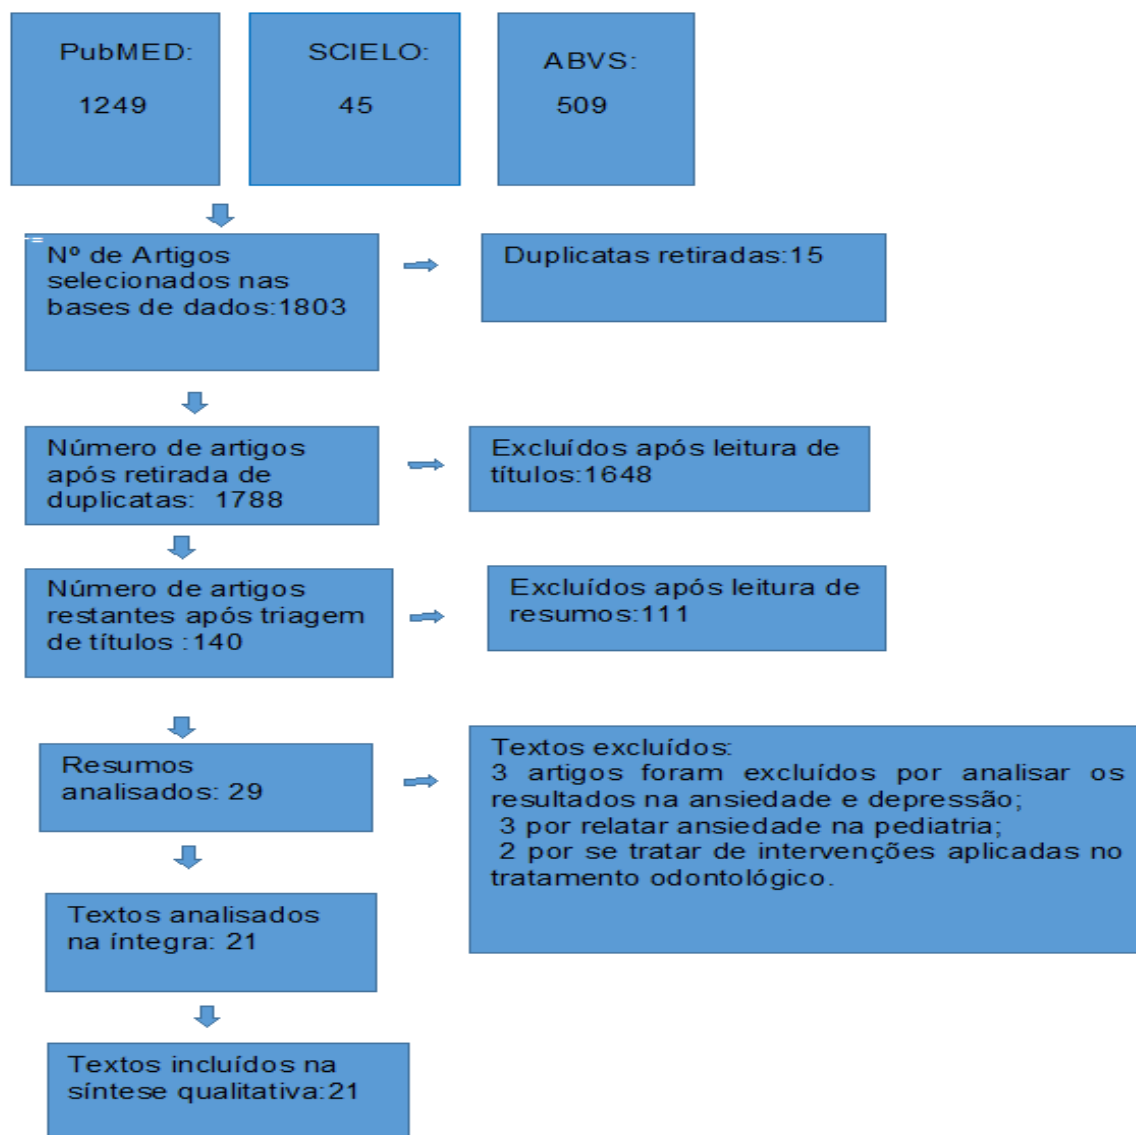 PubMED:
1249
SCIELO:
45
ABVS:
509
Nº de Artigos
selecionados nas
bases de dados:1803
Duplicatas retiradas:15
Número de artigos
após retirada de
duplicatas: 1788
Excluídos após leitura de
títulos:1648
Número de artigos
restantes após triagem
de títulos :140
Excluídos após leitura de
resumos:111
Resumos
analisados: 29
Textos excluídos:
3 artigos foram excluídos por analisar os
resultados na ansiedade e depressão;
3 por relatar ansiedade na pediatria;
2 por se tratar de intervenções aplicadas no
tratamento odontológico.
Textos analisados
na íntegra: 21
Textos incluídos na
síntese qualitativa:21